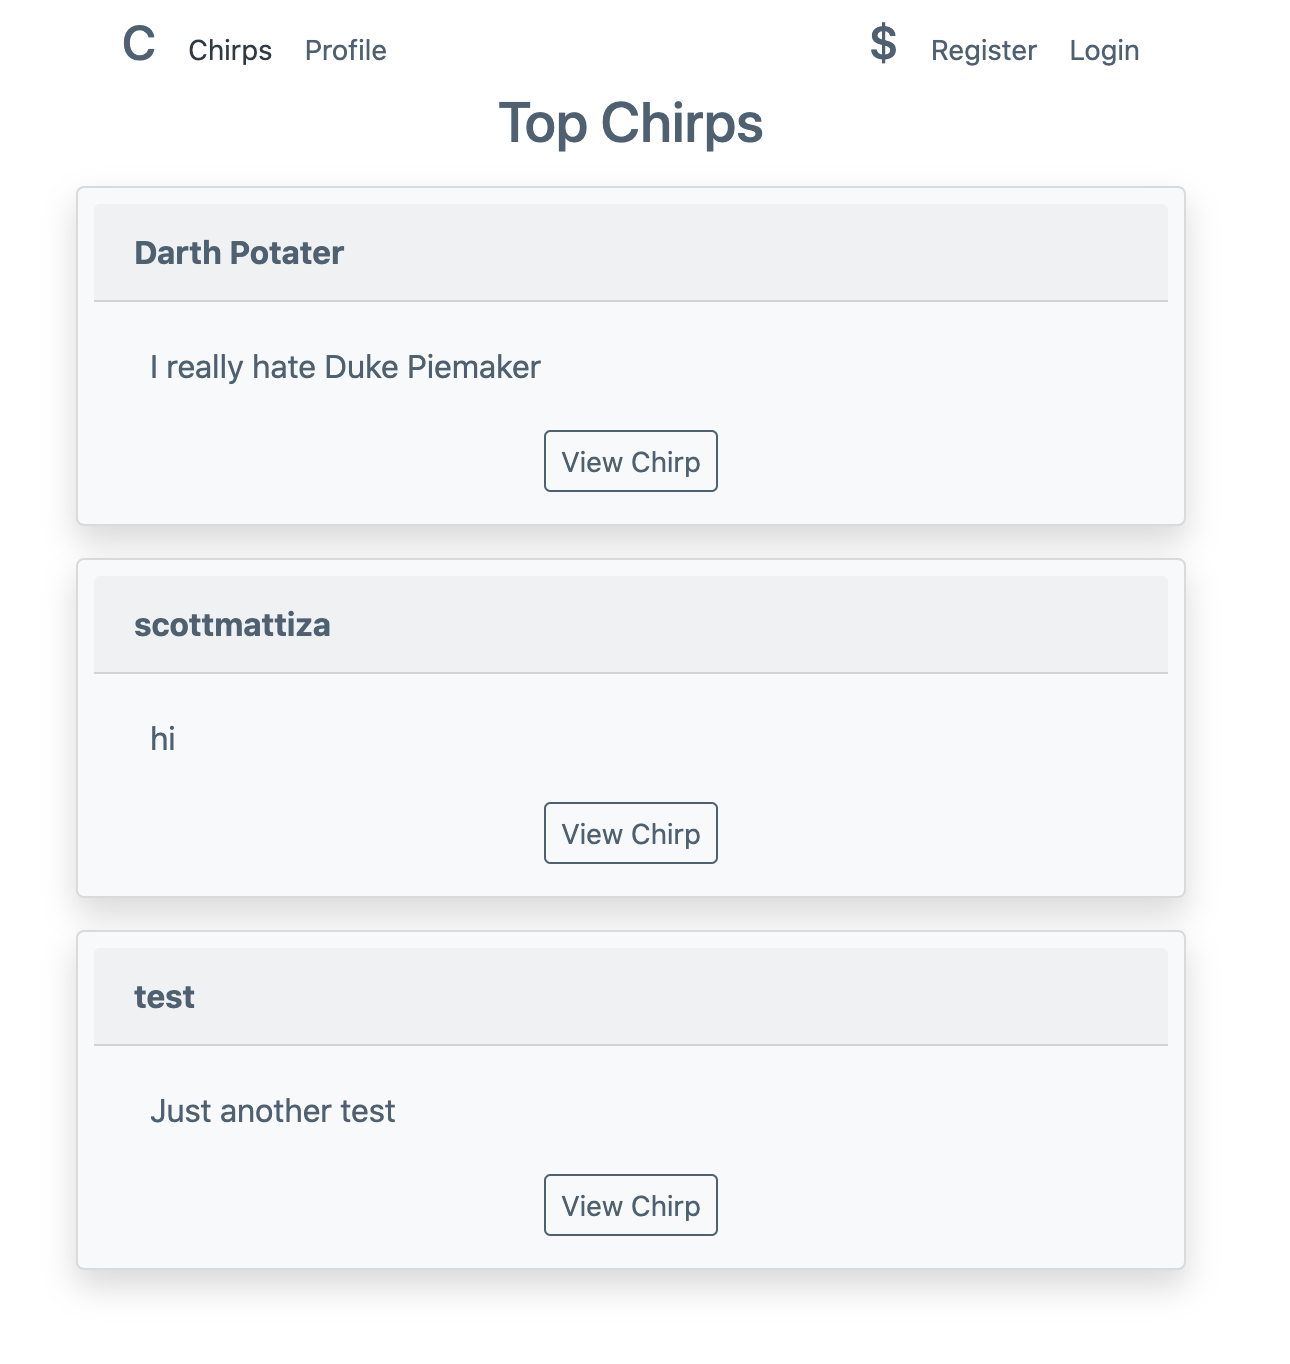 C Chirps Profile $ Register Login
Top Chirps
Darth Potater
I really hate Duke Piemaker
View Chirp
scottmattiza
hi
View Chirp
test
Just another test
View Chirp